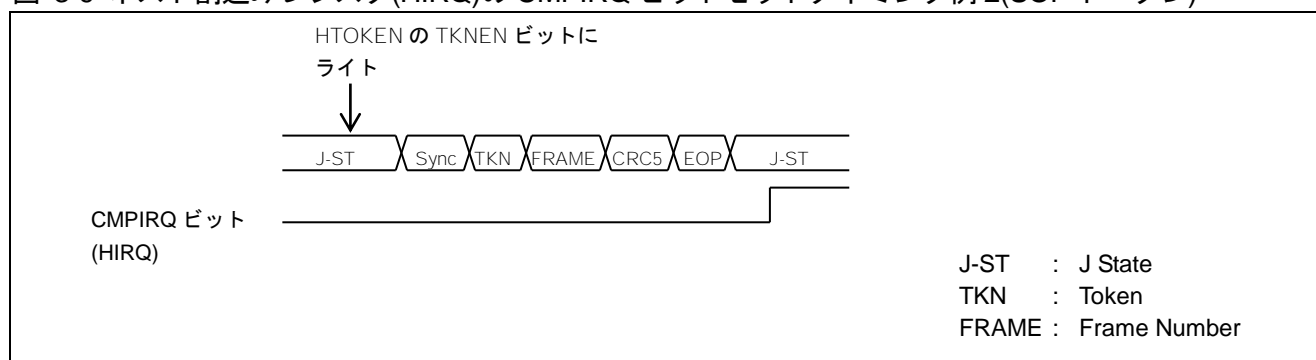 HTOKEN の TKNEN ビットに
ライト
J-ST Sync TKN FRAME CRC5 EOP J-ST
CMPIRQ ビット
(HIRQ)
J-ST : J State
TKN : Token
FRAME : Frame Number